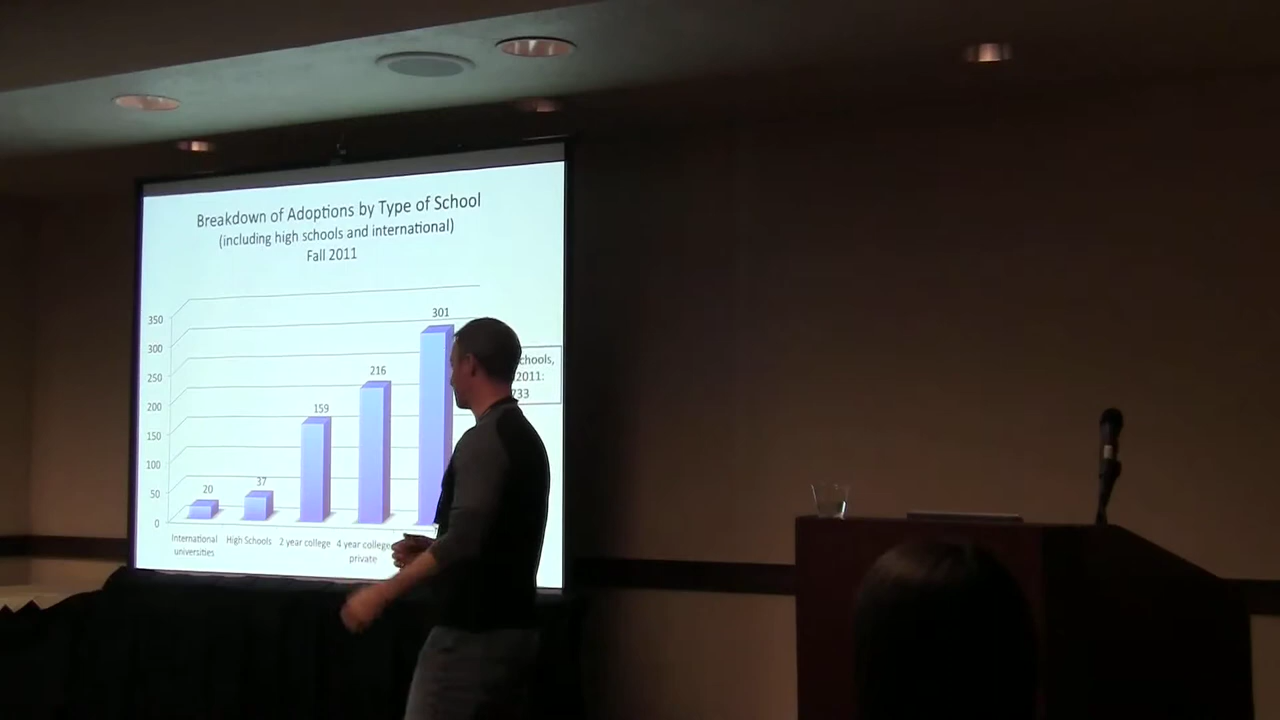 Breakdown of Adoptions by Type of School
(including high schools and international)
Fall 2011
350
300
250
200
150
100
50
0
20
37
159
216
301
International
universities
High Schools
2 year college
4 year college
private
chools,
2011:
733